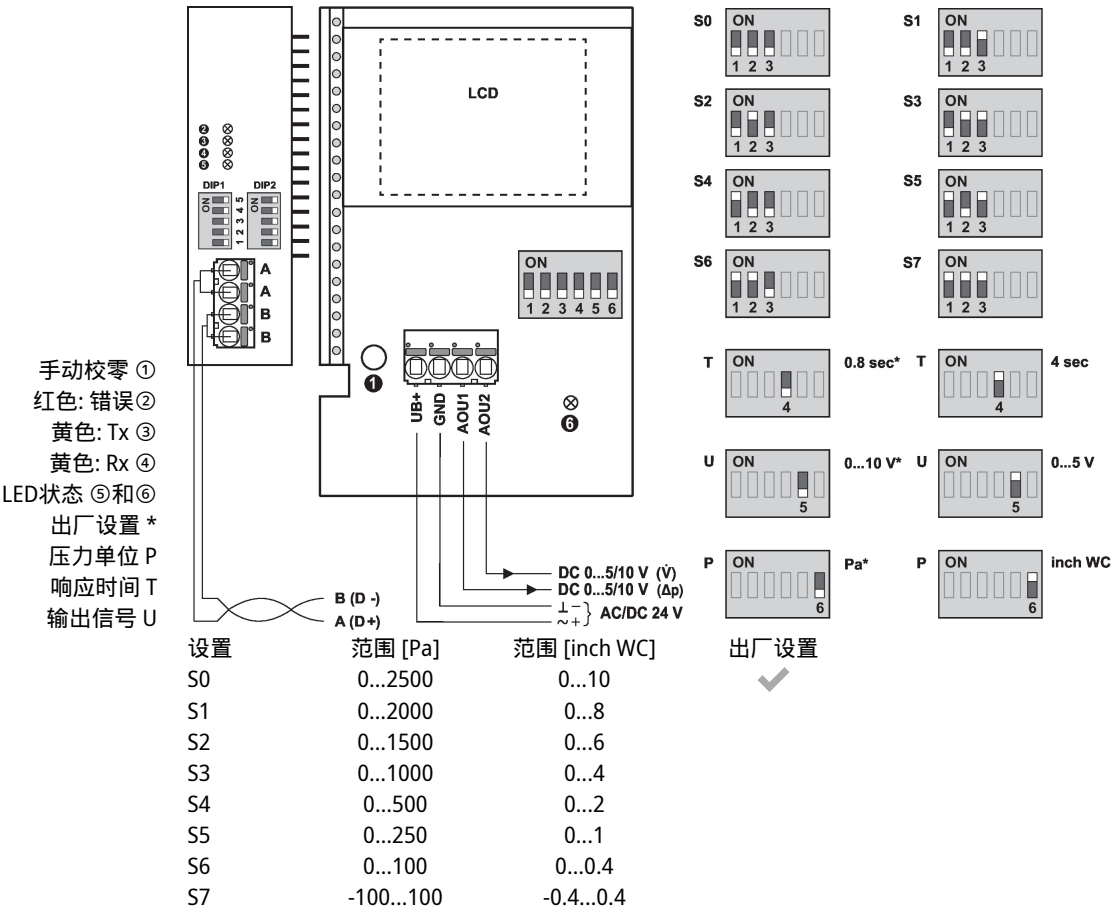 LCD
❷
❸
❹
❺
DIP1 DIP2
ON ON
1 2 3 4 5
A
A
B
B
ON
1 2 3 4 5 6
❶
❻
UB+ GND AOU1 AOU2
手动校零 ①
红色: 错误②
黄色: Tx ③
黄色: Rx ④
LED状态 ⑤和⑥
出厂设置 *
压力单位 P
响应时间 T
输出信号 U
B (D -)
A (D+)
DC 0...5/10 V (V̇)
DC 0...5/10 V (Δp)
⊥ −
~ + } AC/DC 24 V
S0 ON
1 2 3
S1 ON
1 2 3
S2 ON
1 2 3
S3 ON
1 2 3
S4 ON
1 2 3
S5 ON
1 2 3
S6 ON
1 2 3
S7 ON
1 2 3
T ON 0.8 sec*
4
T ON 4 sec
4
U ON 0...10 V*
5
U ON 0...5 V
5
P ON Pa*
6
P ON inch WC
6
设置 范围 [Pa] 范围 [inch WC] 出厂设置
S0 0...2500 0...10 ✔
S1 0...2000 0...8
S2 0...1500 0...6
S3 0...1000 0...4
S4 0...500 0...2
S5 0...250 0...1
S6 0...100 0...0.4
S7 -100...100 -0.4...0.4